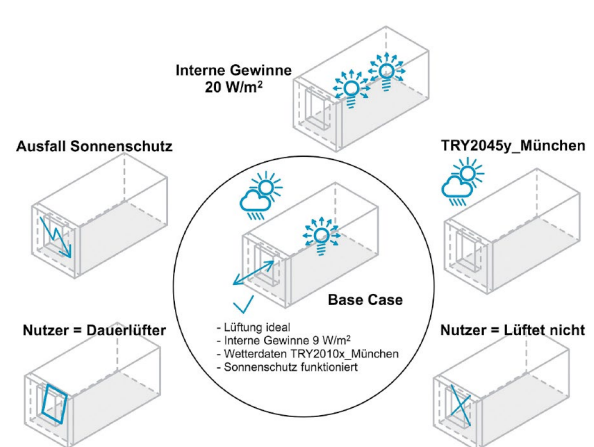 Interne Gewinne
20 W/m²
Ausfall Sonnenschutz
TRY2045y_München
Base Case
- Lüftung ideal
- Interne Gewinne 9 W/m²
- Wetterdaten TRY2010x_München
- Sonnenschutz funktioniert
Nutzer = Dauerlüfter
Nutzer = Lüftet nicht